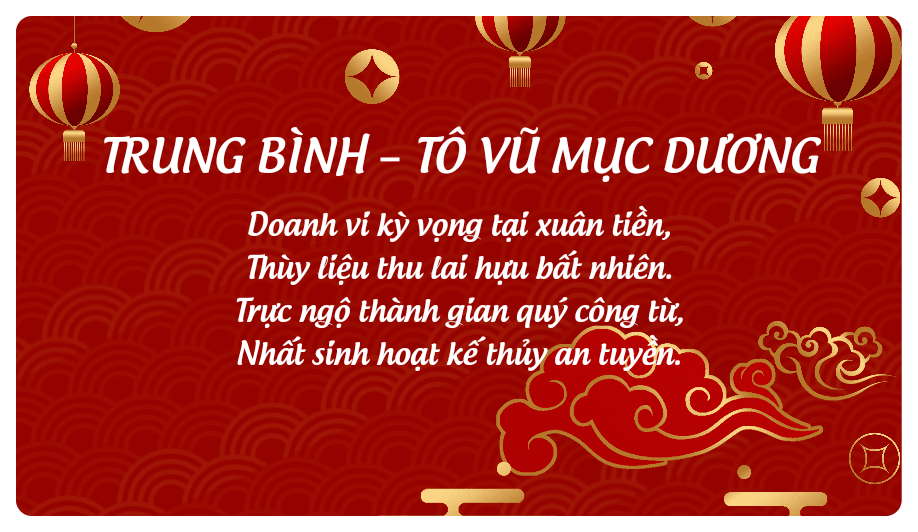 TRUNG BÌNH – TÔ VŨ MỤC DƯƠNG
Doanh vi kỳ vọng tại xuân tiền,
Thùy liệu thu lai hựu bất nhiên.
Trực ngộ thành gian quý công từ,
Nhất sinh hoạt kế thủy an tuyền.